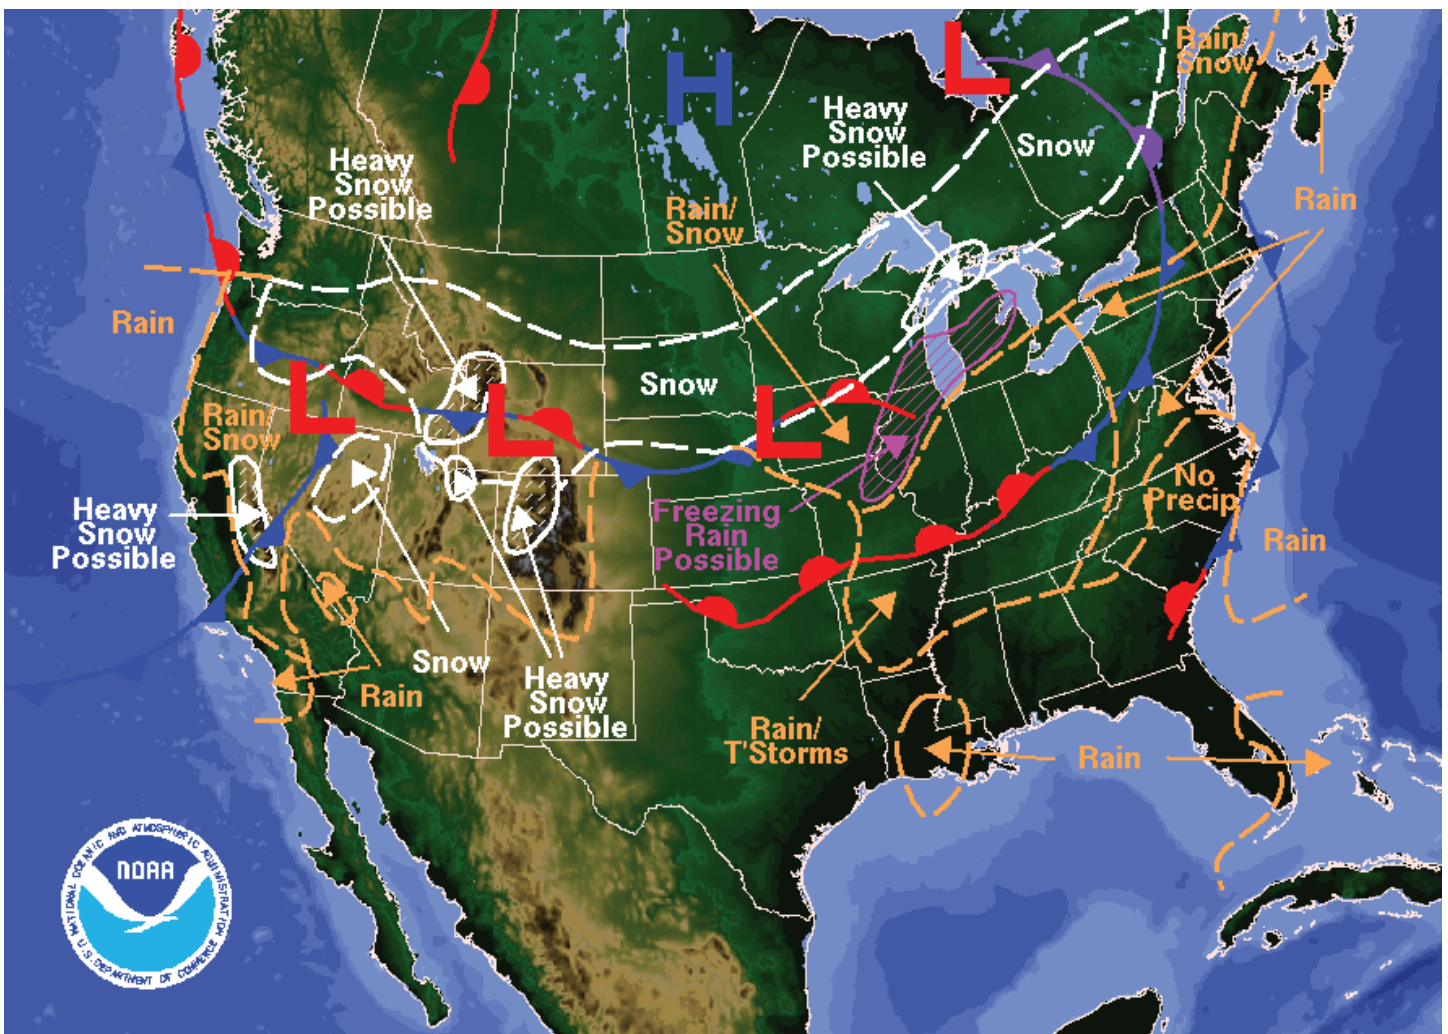 Rain/
Snow
H
L
Heavy
Snow
Possible
Snow
Heavy
Snow
Possible
Rain/
Snow
Rain
Rain
Snow
L
L
L
Rain/
Snow
No
Precip
Heavy
Snow
Possible
Freezing
Rain
Possible
Rain
Snow
Rain
Heavy
Snow
Possible
Rain/
T'Storms
Rain
NOAA
NATIONAL OCEANIC AND ATMOSPHERIC ADMINISTRATION
U.S. DEPARTMENT OF COMMERCE